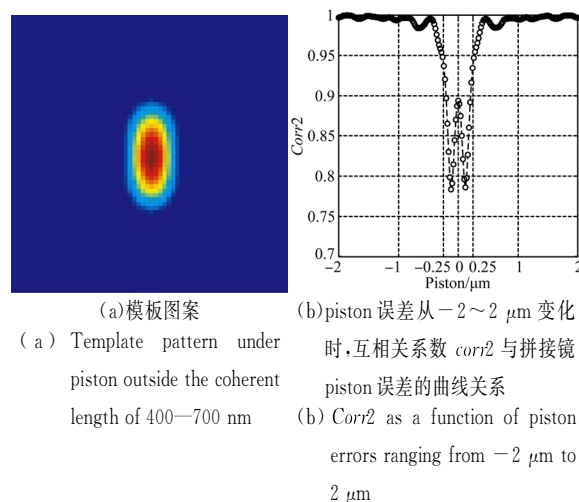 1
0.95
0.9
0.85
0.8
0.75
0.7
Corr2
-2 -1 -0.25 0 0.25 1 2
Piston/μm
(a)模板图案
(a) Template pattern under
piston outside the coherent
length of 400—700 nm
(b)piston 误差从－2～2 μm 变化
时,互相关系数 corr2 与拼接镜
piston 误差的曲线关系
(b) Corr2 as a function of piston
errors ranging from －2 μm to
2 μm